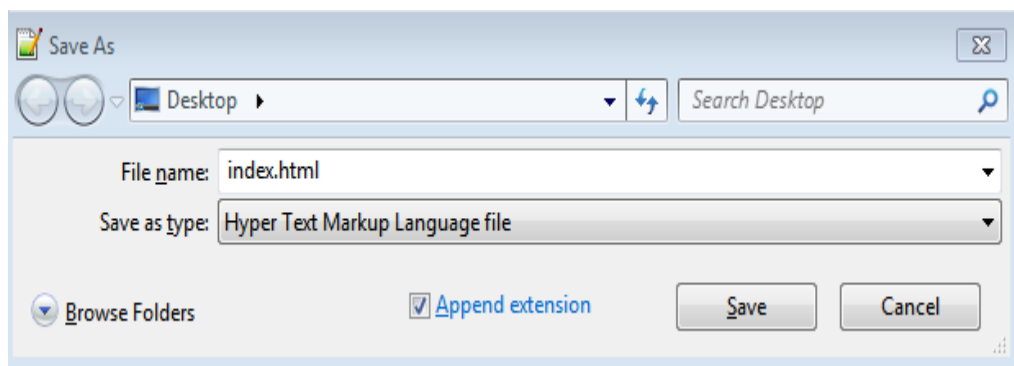 Save As
Desktop Search Desktop
File name: index.html
Save as type: Hyper Text Markup Language file
Browse Folders Append extension Save Cancel